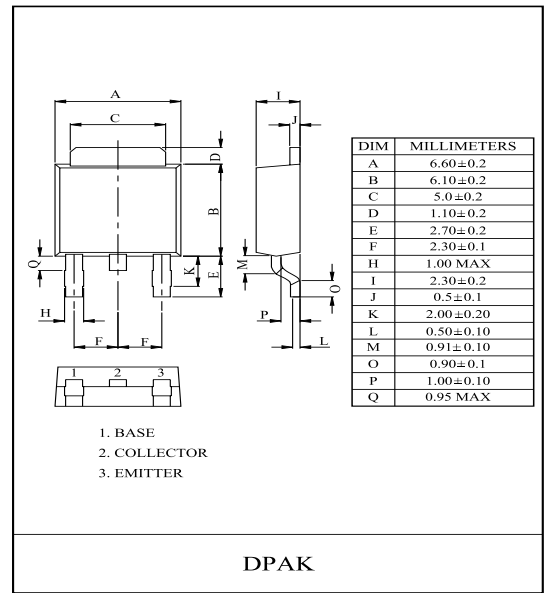 A
C
D
B
Q
K
E
H
F F
I
J
M
O
P
L
1 2 3
1. BASE
2. COLLECTOR
3. EMITTER
DIM MILLIMETERS
A 6.60±0.2
B 6.10±0.2
C 5.0±0.2
D 1.10±0.2
E 2.70±0.2
F 2.30±0.1
H 1.00 MAX
I 2.30±0.2
J 0.5±0.1
K 2.00±0.20
L 0.50±0.10
M 0.91±0.10
O 0.90±0.1
P 1.00±0.10
Q 0.95 MAX
DPAK